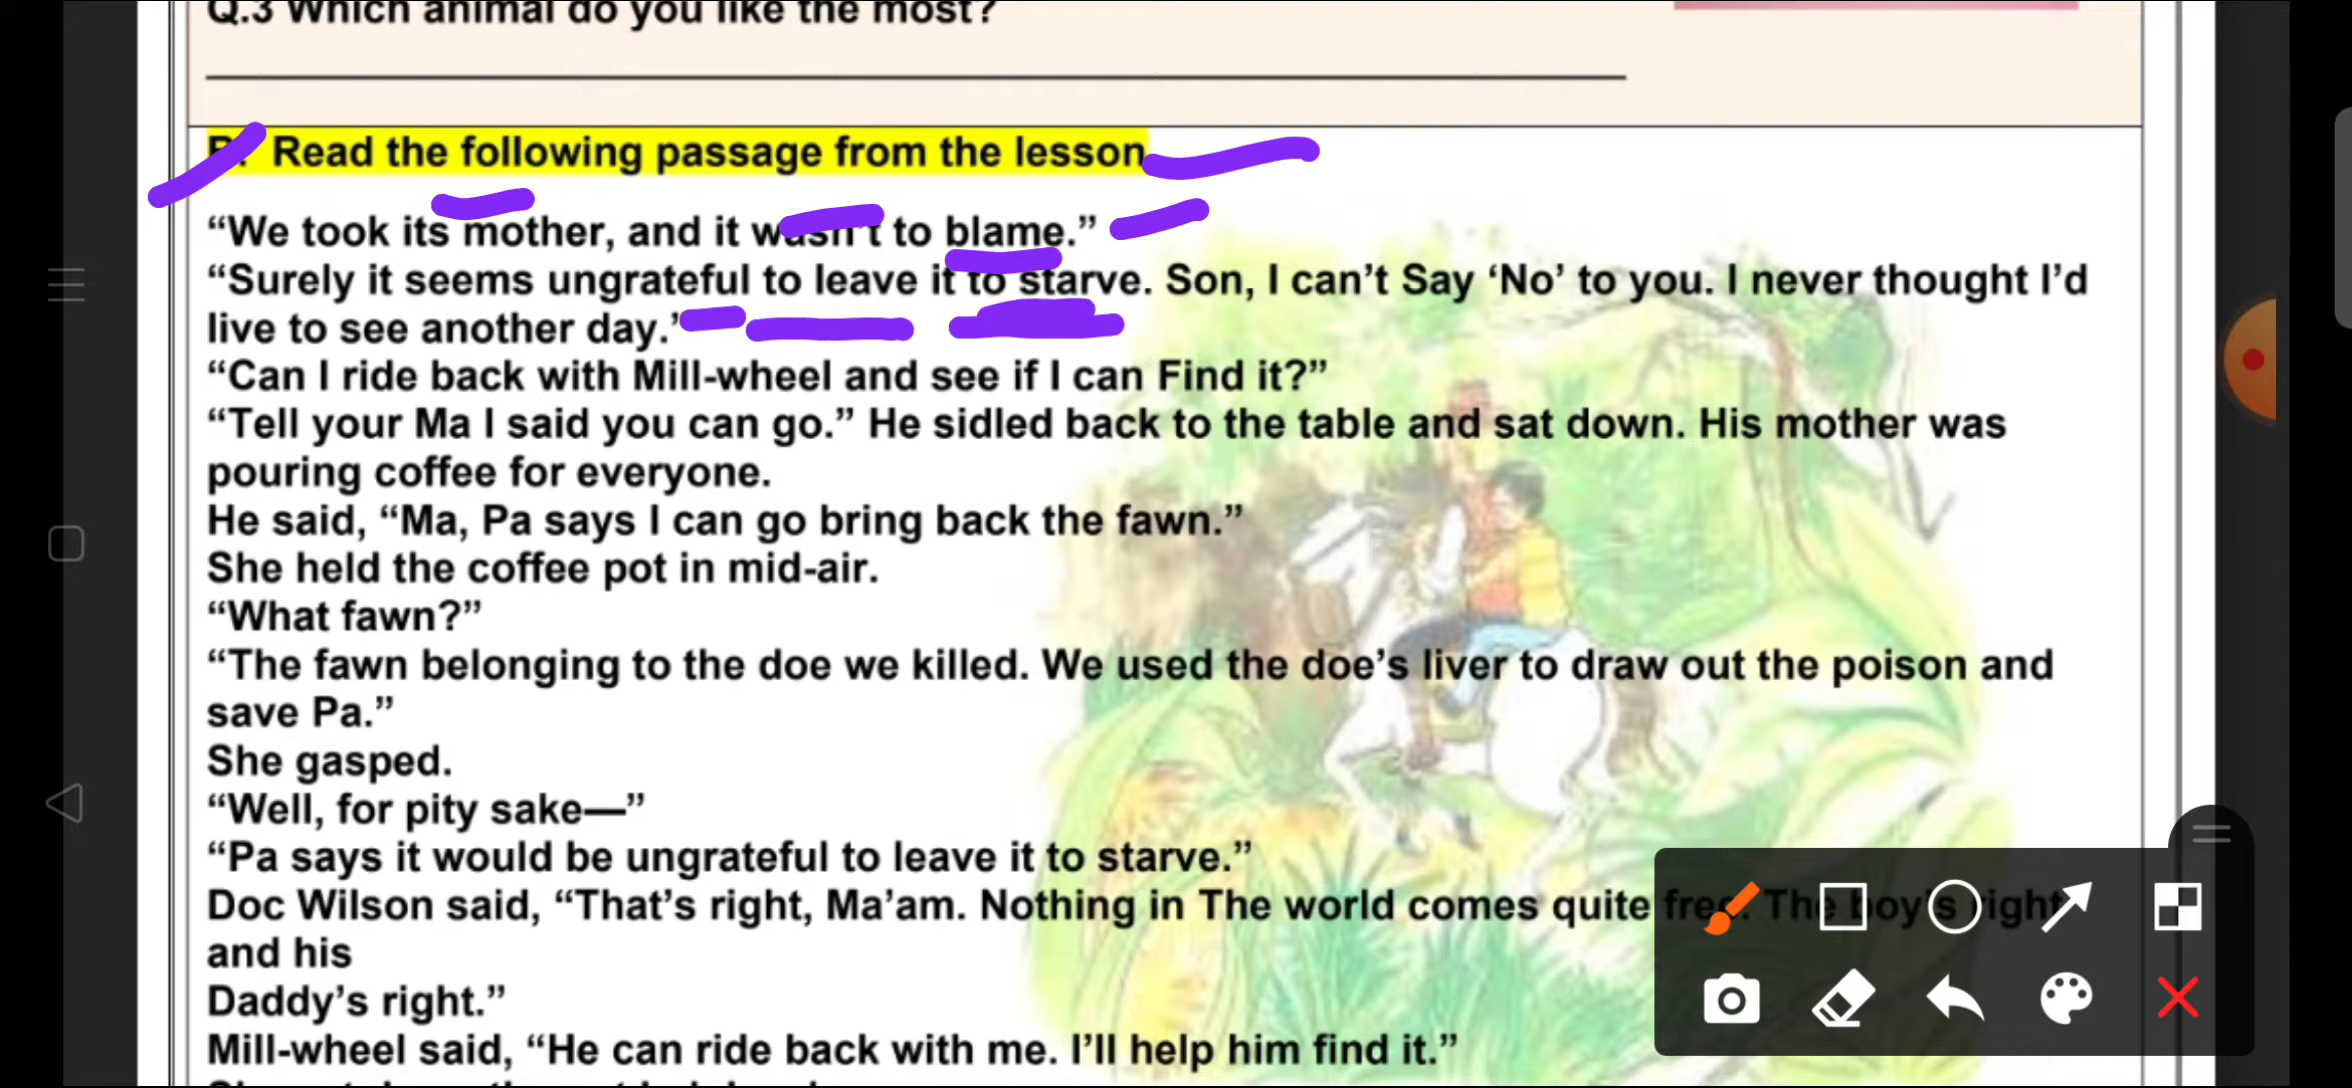 Q.3 Which animal do you like the most?
Read the following passage from the lesson
“We took its mother, and it wasn't to blame.”
“Surely it seems ungrateful to leave it to starve. Son, I can’t Say ‘No’ to you. I never thought I’d
live to see another day.”
“Can I ride back with Mill-wheel and see if I can Find it?”
“Tell your Ma I said you can go.” He sidled back to the table and sat down. His mother was
pouring coffee for everyone.
He said, “Ma, Pa says I can go bring back the fawn.”
She held the coffee pot in mid-air.
“What fawn?”
“The fawn belonging to the doe we killed. We used the doe’s liver to draw out the poison and
save Pa.”
She gasped.
“Well, for pity sake—”
“Pa says it would be ungrateful to leave it to starve.”
Doc Wilson said, “That’s right, Ma’am. Nothing in The world comes quite free. The boy’s right
and his
Daddy’s right.”
Mill-wheel said, “He can ride back with me. I’ll help him find it.”